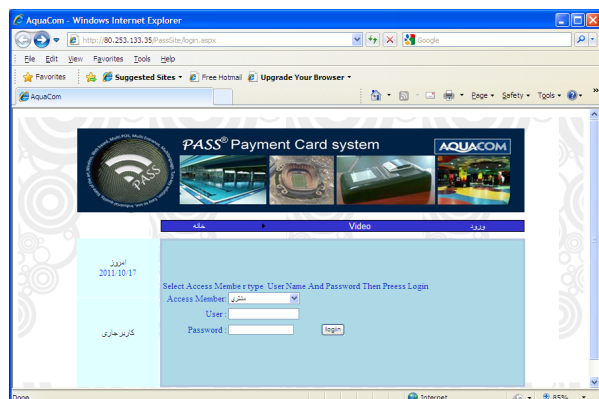 AquaCom - Windows Internet Explorer
http://80.253.133.35/PassSite/login.aspx
Google
File Edit View Favorites Tools Help
Favorites Suggested Sites Free Hotmail Upgrade Your Browser
AquaCom Page Safety Tools
PASS® Payment Card system
AQUACOM
PASS
خانه Video ورود
امروز
2011/10/17
Select Access Membe r type User Name And Password Then Preess Login
Access Member: مشتري
User :
Password : login
کاربر جاری
Done Internet 85%